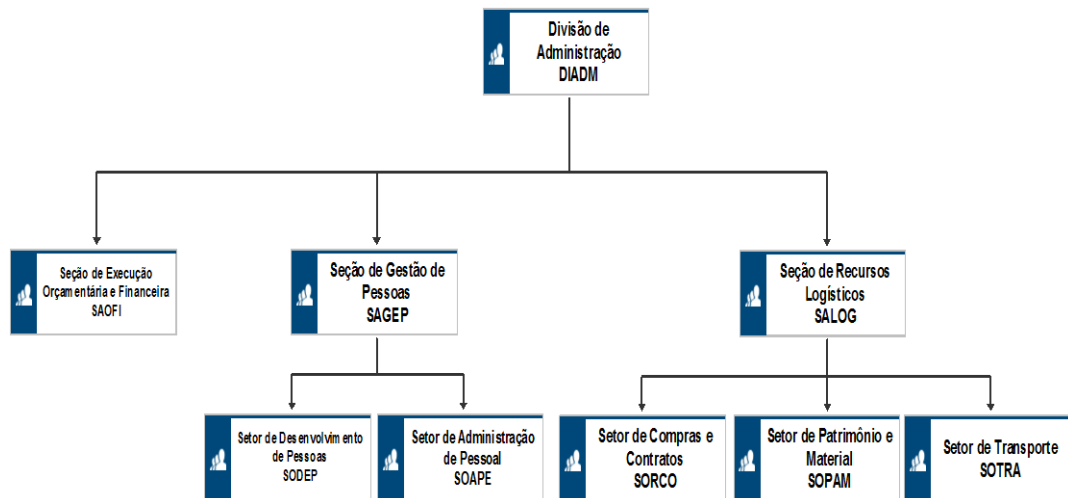 Divisão de
Administração
DIADM
Seção de Execução
Orçamentária e Financeira
SAOFI
Seção de Gestão de
Pessoas
SAGEP
Seção de Recursos
Logísticos
SALOG
Setor de Desenvolvimento
de Pessoas
SODEP
Setor de Administração
de Pessoal
SOAPE
Setor de Compras e
Contratos
SORCO
Setor de Patrimônio e
Material
SOPAM
Setor de Transporte
SOTRA